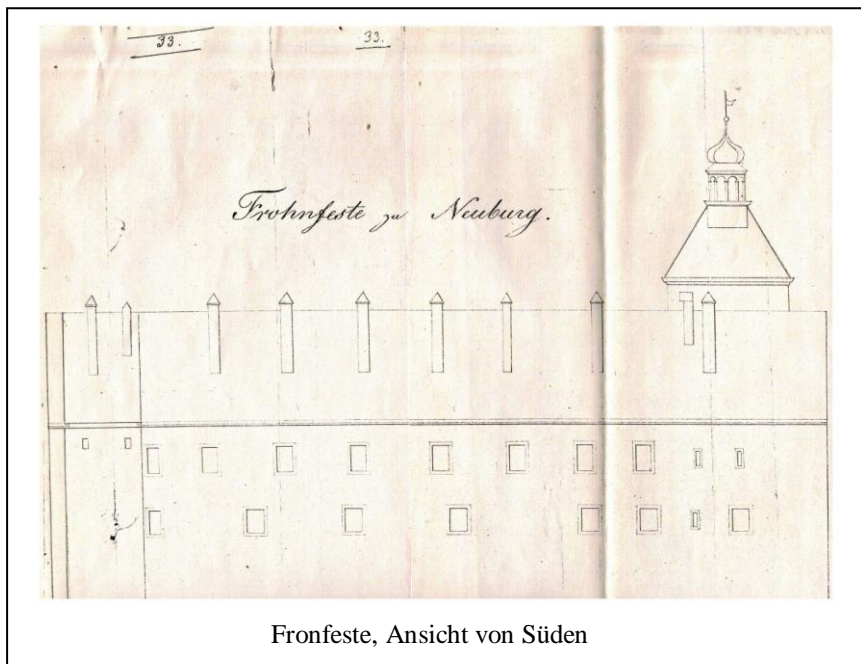 33.
33.
Frohnfeste zu Neuburg.
Fronfeste, Ansicht von Süden